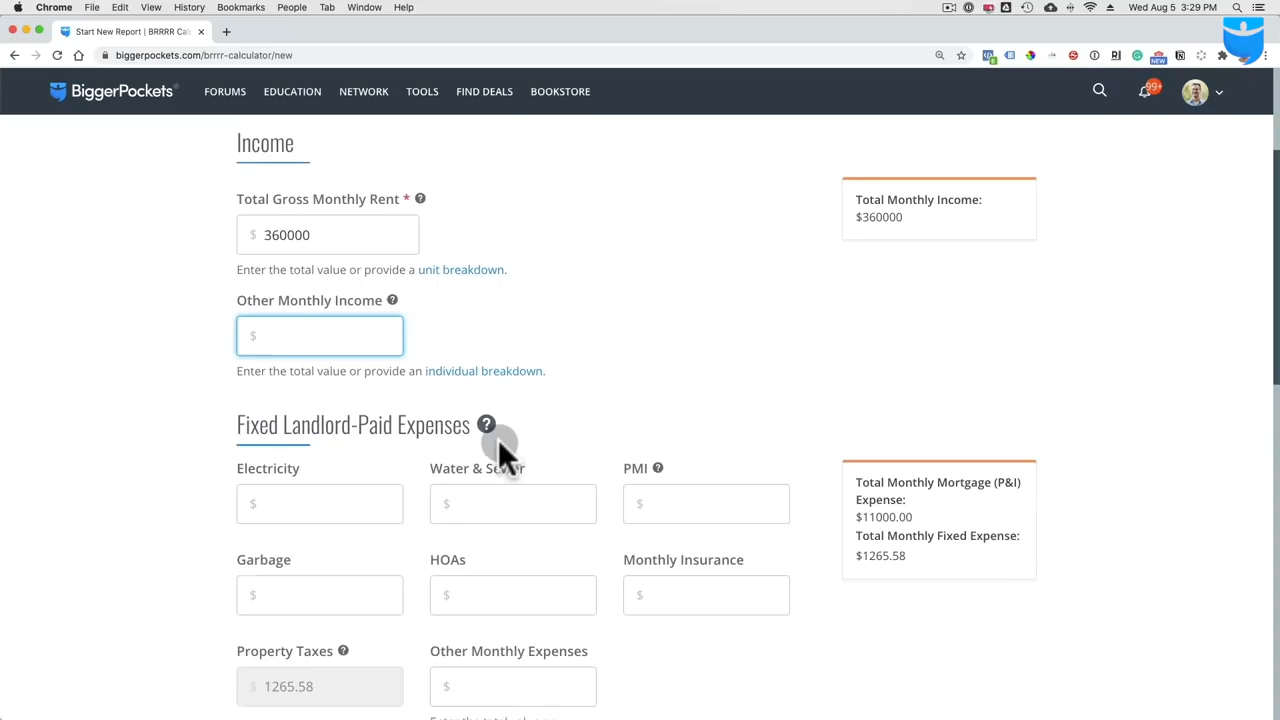 Chrome File Edit View History Bookmarks People Tab Window Help
Wed Aug 5 3:29 PM
Start New Report | BRRRR Calc
biggerpockets.com/brrrr-calculator/new
NEW
BiggerPockets FORUMS EDUCATION NETWORK TOOLS FIND DEALS BOOKSTORE 99+
Income
Total Gross Monthly Rent * ?
$ 360000
Enter the total value or provide a unit breakdown.
Total Monthly Income:
$360000
Other Monthly Income ?
$
Enter the total value or provide an individual breakdown.
Fixed Landlord-Paid Expenses ?
Electricity Water & Sewer PMI ?
$ $ $
Garbage HOAs Monthly Insurance
$ $ $
Property Taxes ? Other Monthly Expenses
$ 1265.58 $
Total Monthly Mortgage (P&I)
Expense:
$11000.00
Total Monthly Fixed Expense:
$1265.58